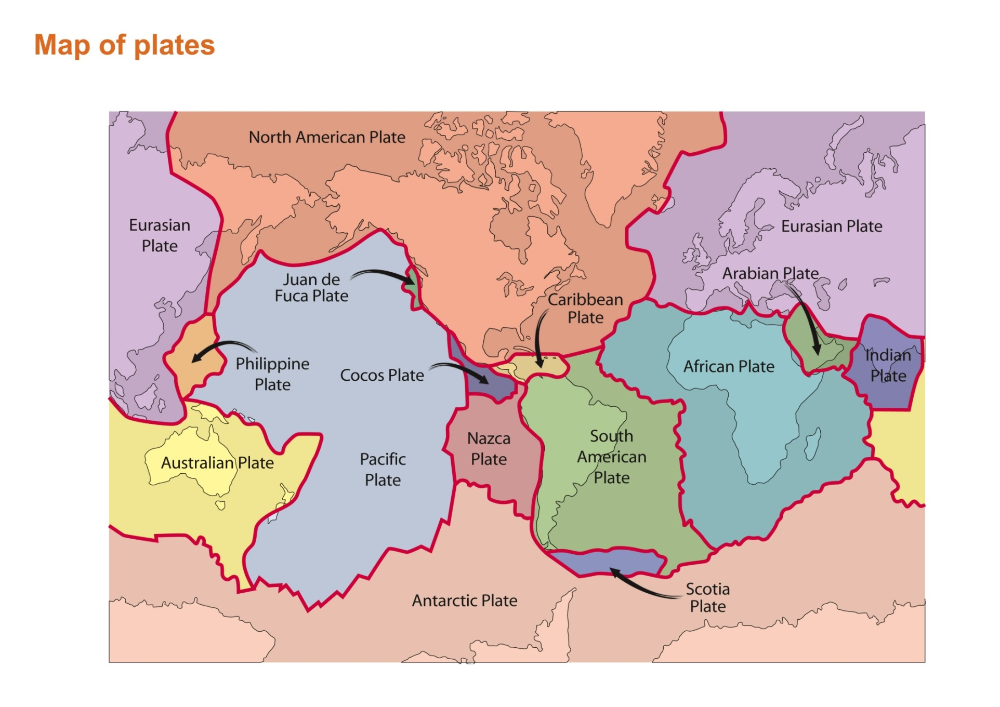 Map of plates
North American Plate
Eurasian
Plate
Eurasian Plate
Juan de
Fuca Plate
Arabian Plate
Caribbean
Plate
Philippine
Plate
Cocos Plate
African Plate
Indian
Plate
Australian Plate
Pacific
Plate
Nazca
Plate
South
American
Plate
Antarctic Plate
Scotia
Plate